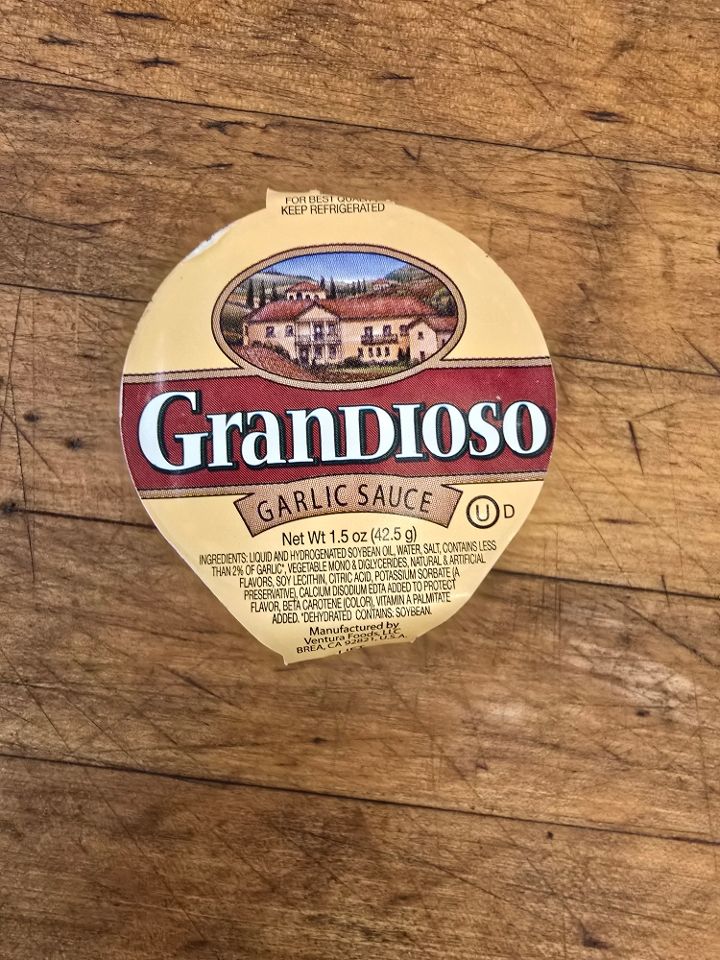 FOR BEST QUALITY
KEEP REFRIGERATED
GRANDIOSO
GARLIC SAUCE
U D
Net Wt 1.5 oz (42.5 g)
INGREDIENTS: LIQUID AND HYDROGENATED SOYBEAN OIL, WATER, SALT, CONTAINS LESS
THAN 2% OF GARLIC*, VEGETABLE MONO & DIGLYCERIDES, NATURAL & ARTIFICIAL
FLAVORS, SOY LECITHIN, CITRIC ACID, POTASSIUM SORBATE (A
PRESERVATIVE), CALCIUM DISODIUM EDTA ADDED TO PROTECT
FLAVOR, BETA CAROTENE (COLOR), VITAMIN A PALMITATE
ADDED. *DEHYDRATED CONTAINS: SOYBEAN.
Manufactured by
Ventura Foods, LLC
BREA, CA 92821, U.S.A.